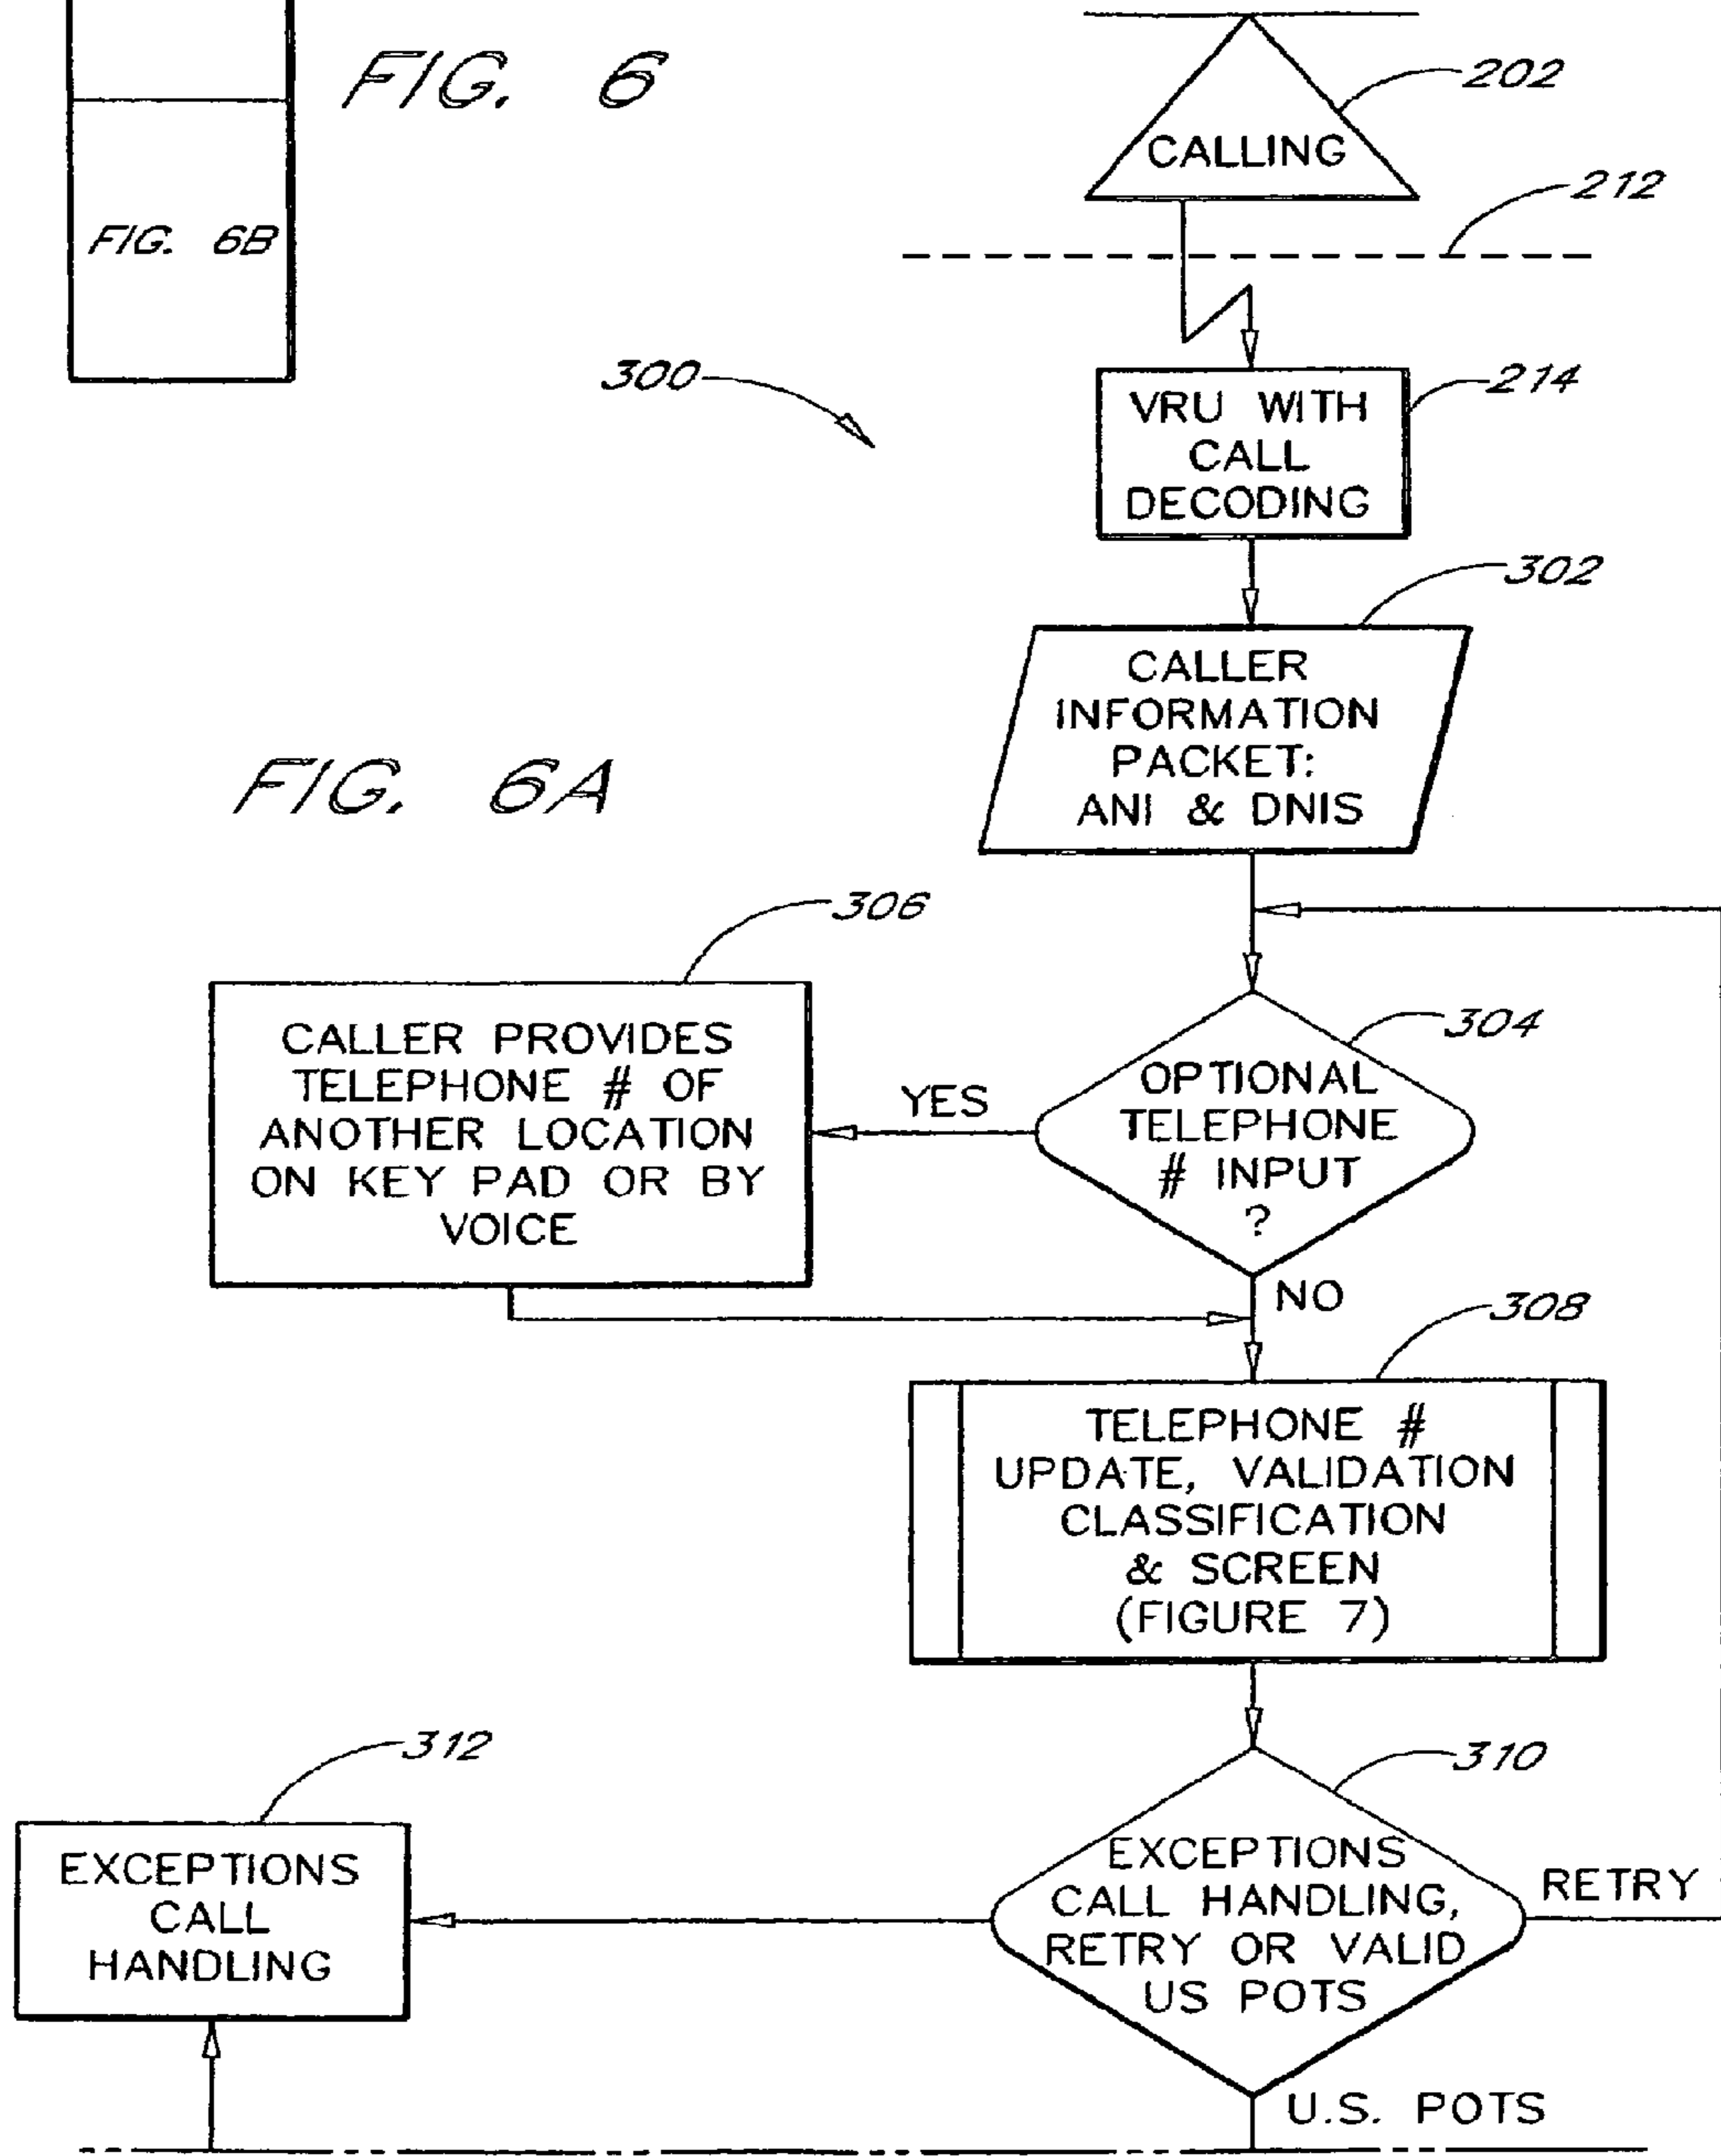 FIG. 6
202
CALLING
212
FIG. 6B
300
214
VRU WITH
CALL
DECODING
302
CALLER
INFORMATION
PACKET:
ANI & DNIS
FIG. 6A
306
CALLER PROVIDES
TELEPHONE # OF
ANOTHER LOCATION
ON KEY PAD OR BY
VOICE
304
YES
OPTIONAL
TELEPHONE
# INPUT
?
NO
308
TELEPHONE #
UPDATE, VALIDATION
CLASSIFICATION
& SCREEN
(FIGURE 7)
312
310
EXCEPTIONS
CALL
HANDLING
EXCEPTIONS
CALL HANDLING,
RETRY OR VALID
US POTS
RETRY
U.S. POTS